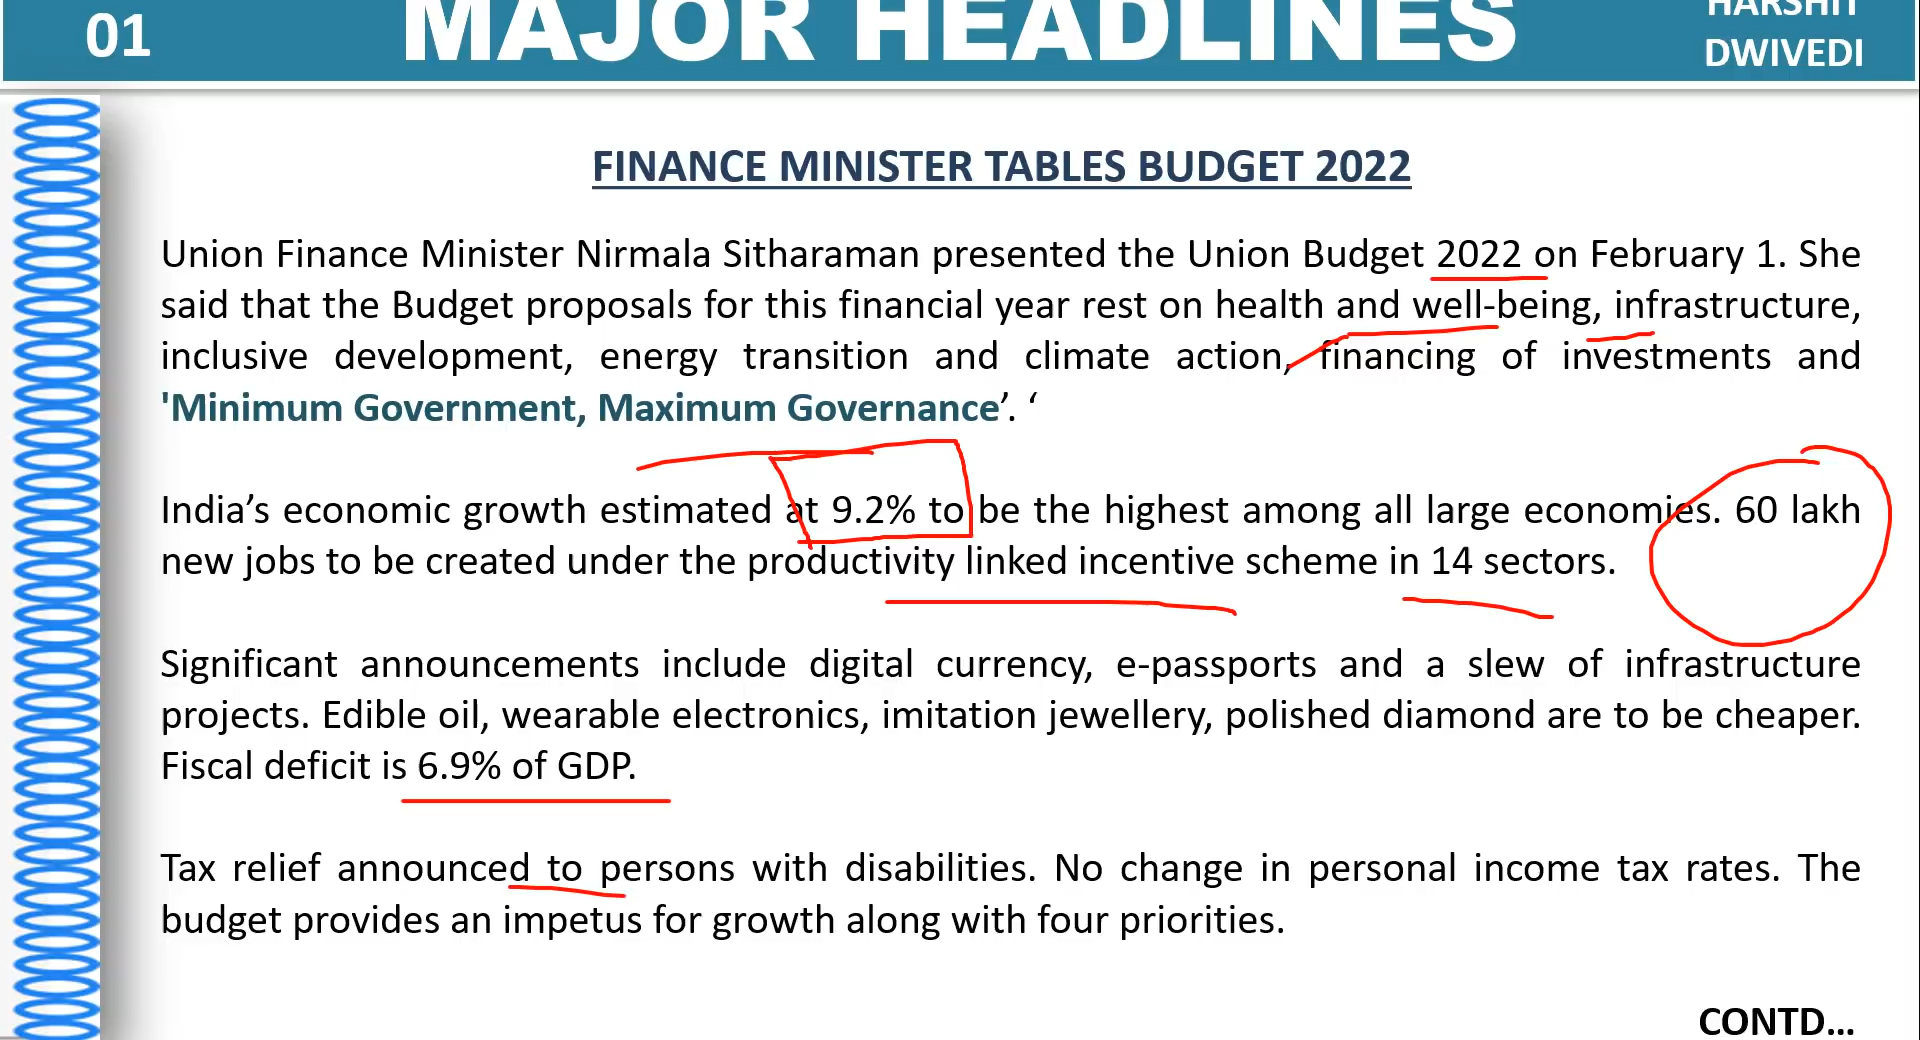 01
MAJOR HEADLINES
HARSHIT
DWIVEDI
FINANCE MINISTER TABLES BUDGET 2022
Union Finance Minister Nirmala Sitharaman presented the Union Budget 2022 on February 1. She
said that the Budget proposals for this financial year rest on health and well-being, infrastructure,
inclusive development, energy transition and climate action, financing of investments and
'Minimum Government, Maximum Governance’. ‘
India’s economic growth estimated at 9.2% to be the highest among all large economies. 60 lakh
new jobs to be created under the productivity linked incentive scheme in 14 sectors.
Significant announcements include digital currency, e-passports and a slew of infrastructure
projects. Edible oil, wearable electronics, imitation jewellery, polished diamond are to be cheaper.
Fiscal deficit is 6.9% of GDP.
Tax relief announced to persons with disabilities. No change in personal income tax rates. The
budget provides an impetus for growth along with four priorities.
CONTD...